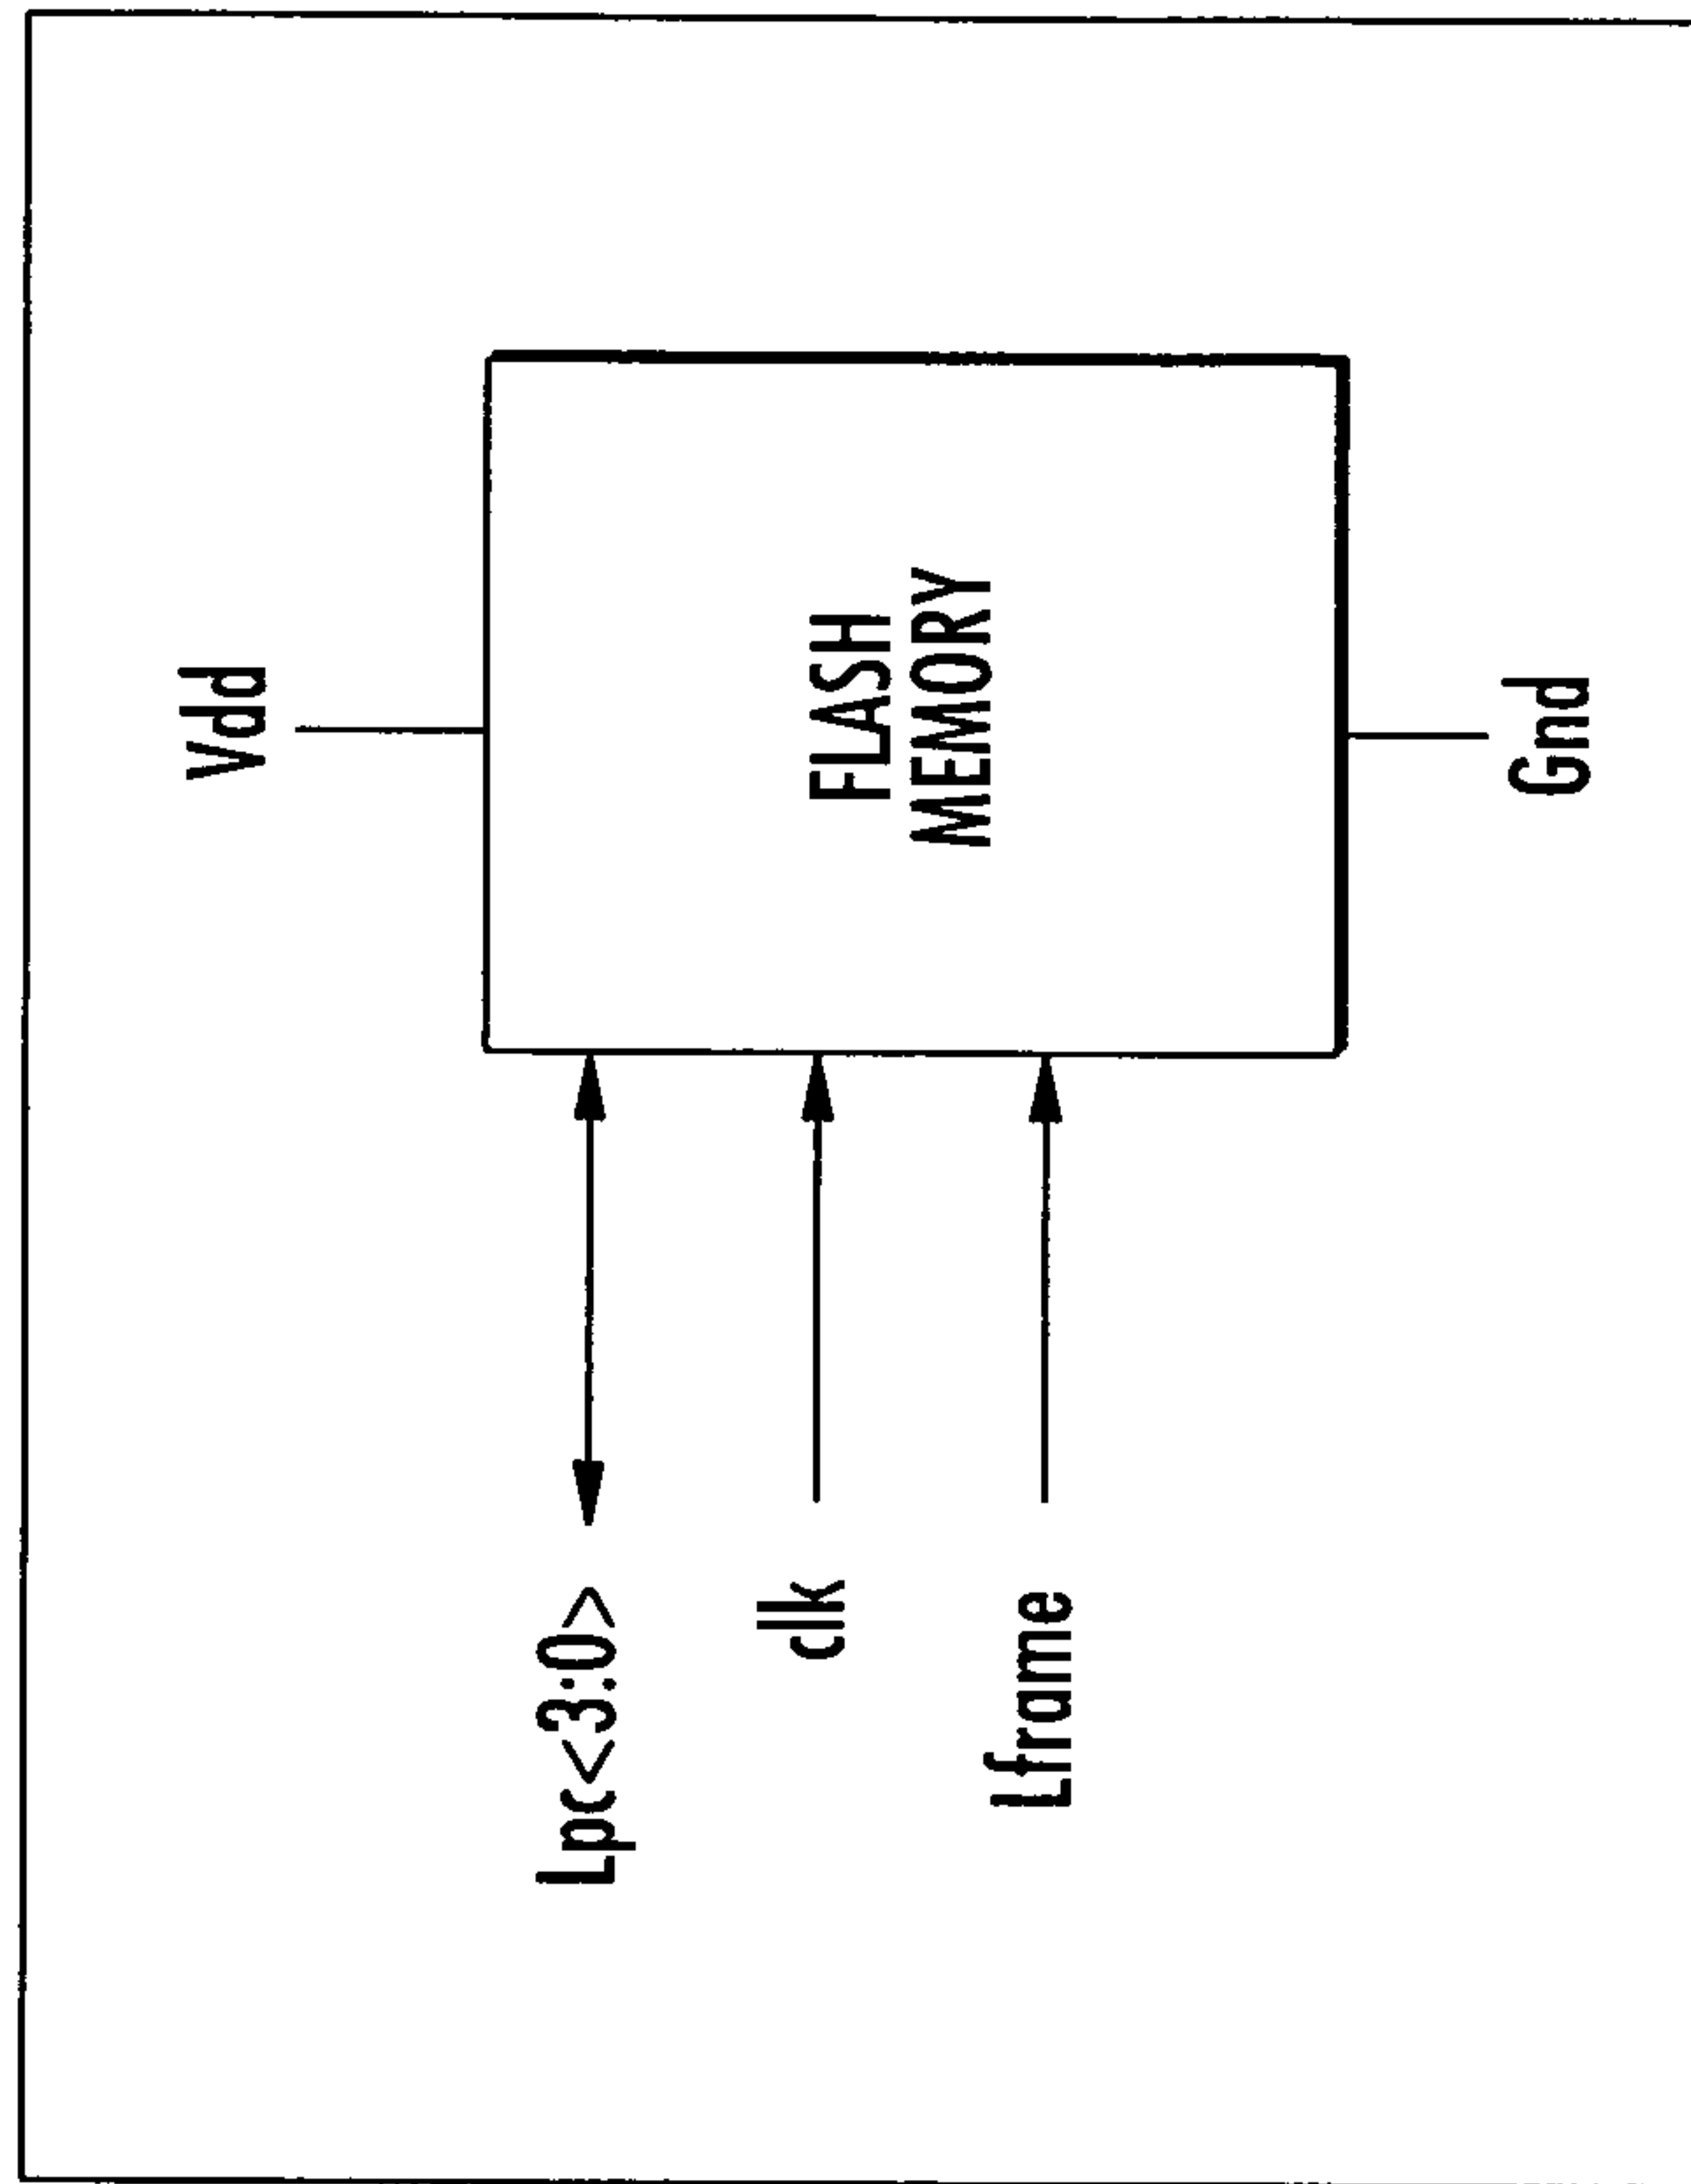 Vdd
Lpc<3:0>
FLASH
MEMORY
clk
Lframe
Gnd